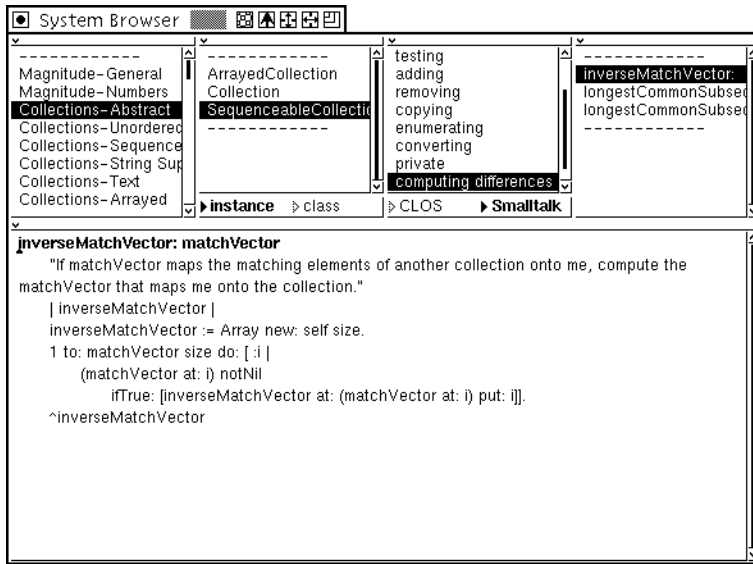 System Browser
------------
Magnitude-General
Magnitude-Numbers
Collections-Abstract
Collections-Unordered
Collections-Sequence
Collections-String Sup
Collections-Text
Collections-Arrayed
------------
ArrayedCollection
Collection
SequenceableCollectio
------------
instance class
testing
adding
removing
copying
enumerating
converting
private
computing differences
CLOS Smalltalk
------------
inverseMatchVector:
longestCommonSubsec
longestCommonSubsec
------------
inverseMatchVector: matchVector
"If matchVector maps the matching elements of another collection onto me, compute the
matchVector that maps me onto the collection."
| inverseMatchVector |
inverseMatchVector := Array new: self size.
1 to: matchVector size do: [ :i |
(matchVector at: i) notNil
ifTrue: [inverseMatchVector at: (matchVector at: i) put: i]].
^inverseMatchVector